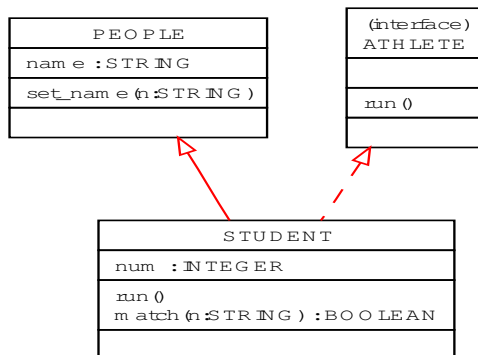 PEOPLE
name :STRING
set_name(n:STRING)
(interface)
ATHLETE
run()
STUDENT
num :INTEGER
run()
match(n:STRING):BOOLEAN